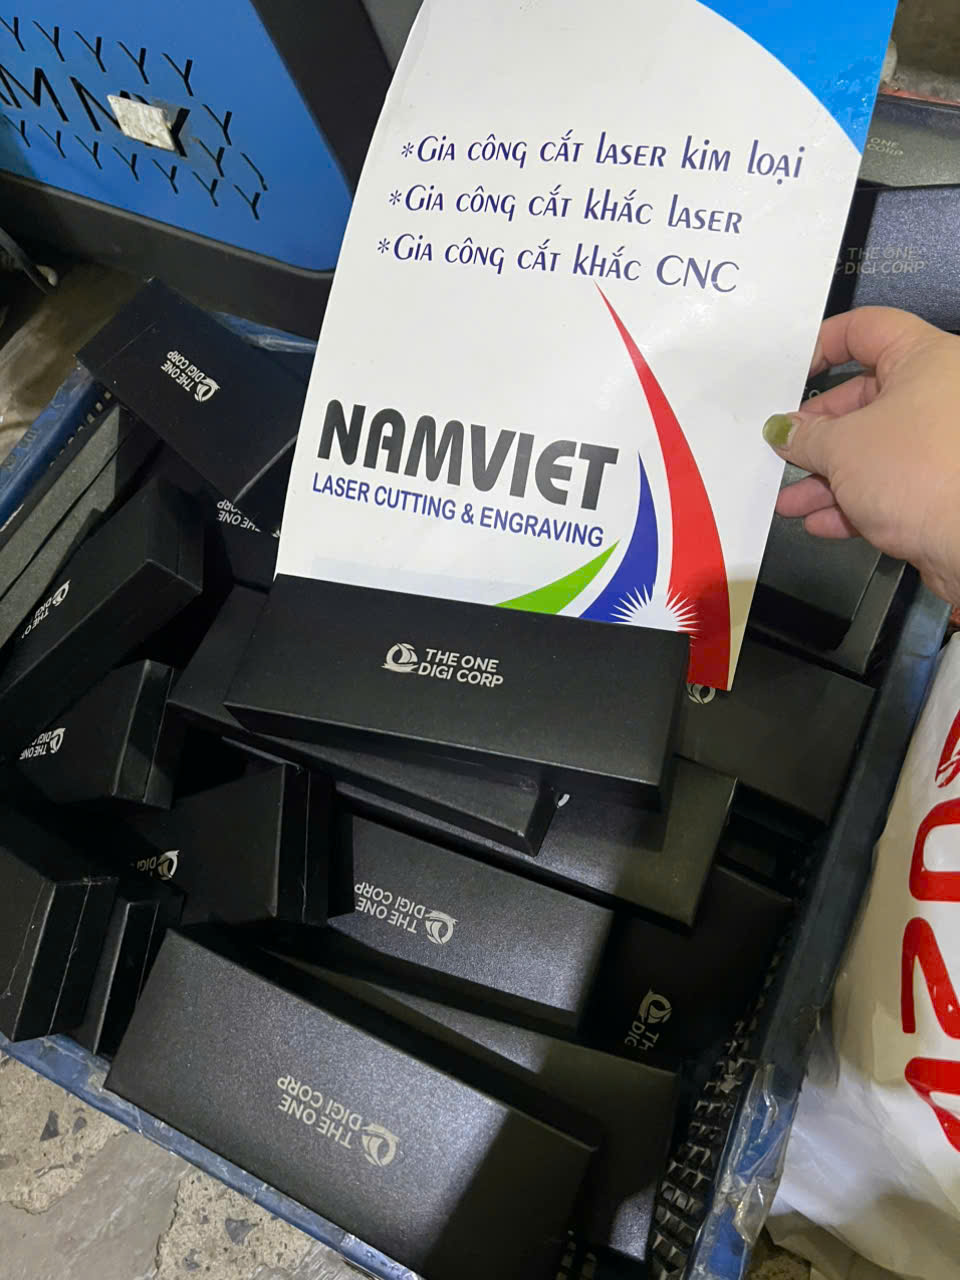 *Gia công cắt laser kim loại
*Gia công cắt khắc laser
*Gia công cắt khắc CNC
NAMVIET
LASER CUTTING & ENGRAVING
THE ONE
DIGI CORP
THE ONE
DIGI CORP
THE ONE
DIGI CORP
THE ONE
DIGI CORP
THE ONE
DIGI CORP
THE ONE
DIGI CORP